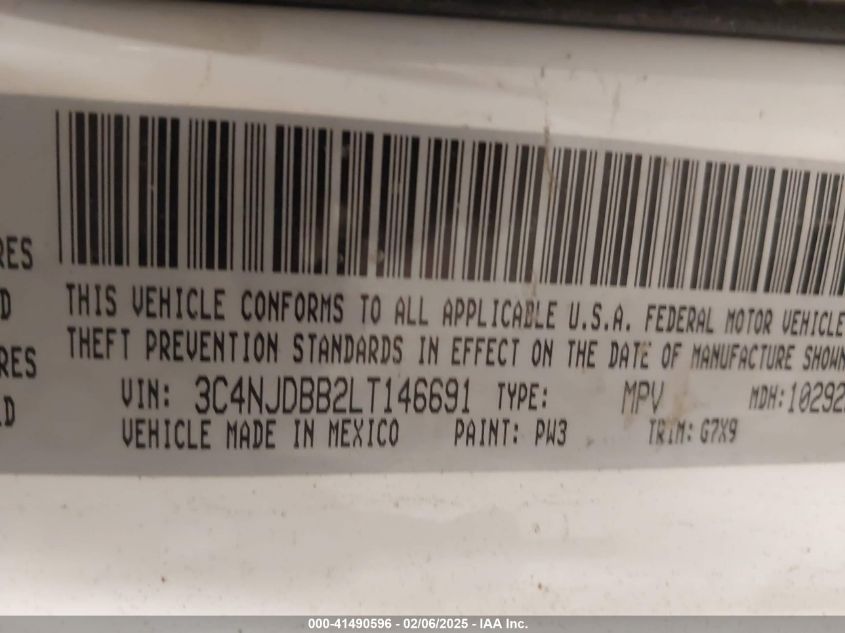 RES
THIS VEHICLE CONFORMS TO ALL APPLICABLE U.S.A. FEDERAL MOTOR VEHICLE
D
THEFT PREVENTION STANDARDS IN EFFECT ON THE DATE OF MANUFACTURE SHOWN
RES
VIN: 3C4NJDBB2LT146691 TYPE: MPV MDH:10292
D
VEHICLE MADE IN MEXICO PAINT: PW3 TRIM: G7X9
000-41490596 - 02/06/2025 - IAA Inc.